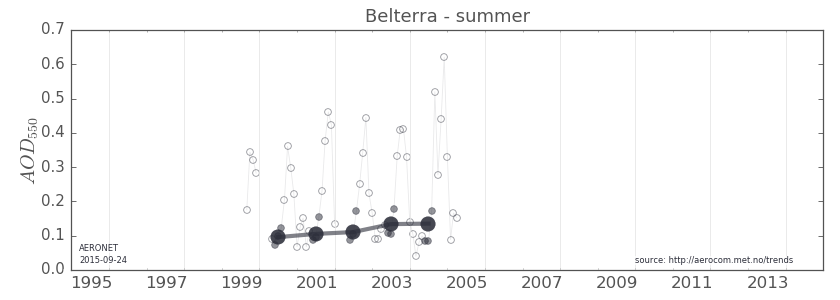 Belterra - summer
0.7
0.6
0.5
0.4
0.3
0.2
0.1
0.0
AOD550
AERONET
2015-09-24
source: http://aerocom.met.no/trends
1995 1997 1999 2001 2003 2005 2007 2009 2011 2013